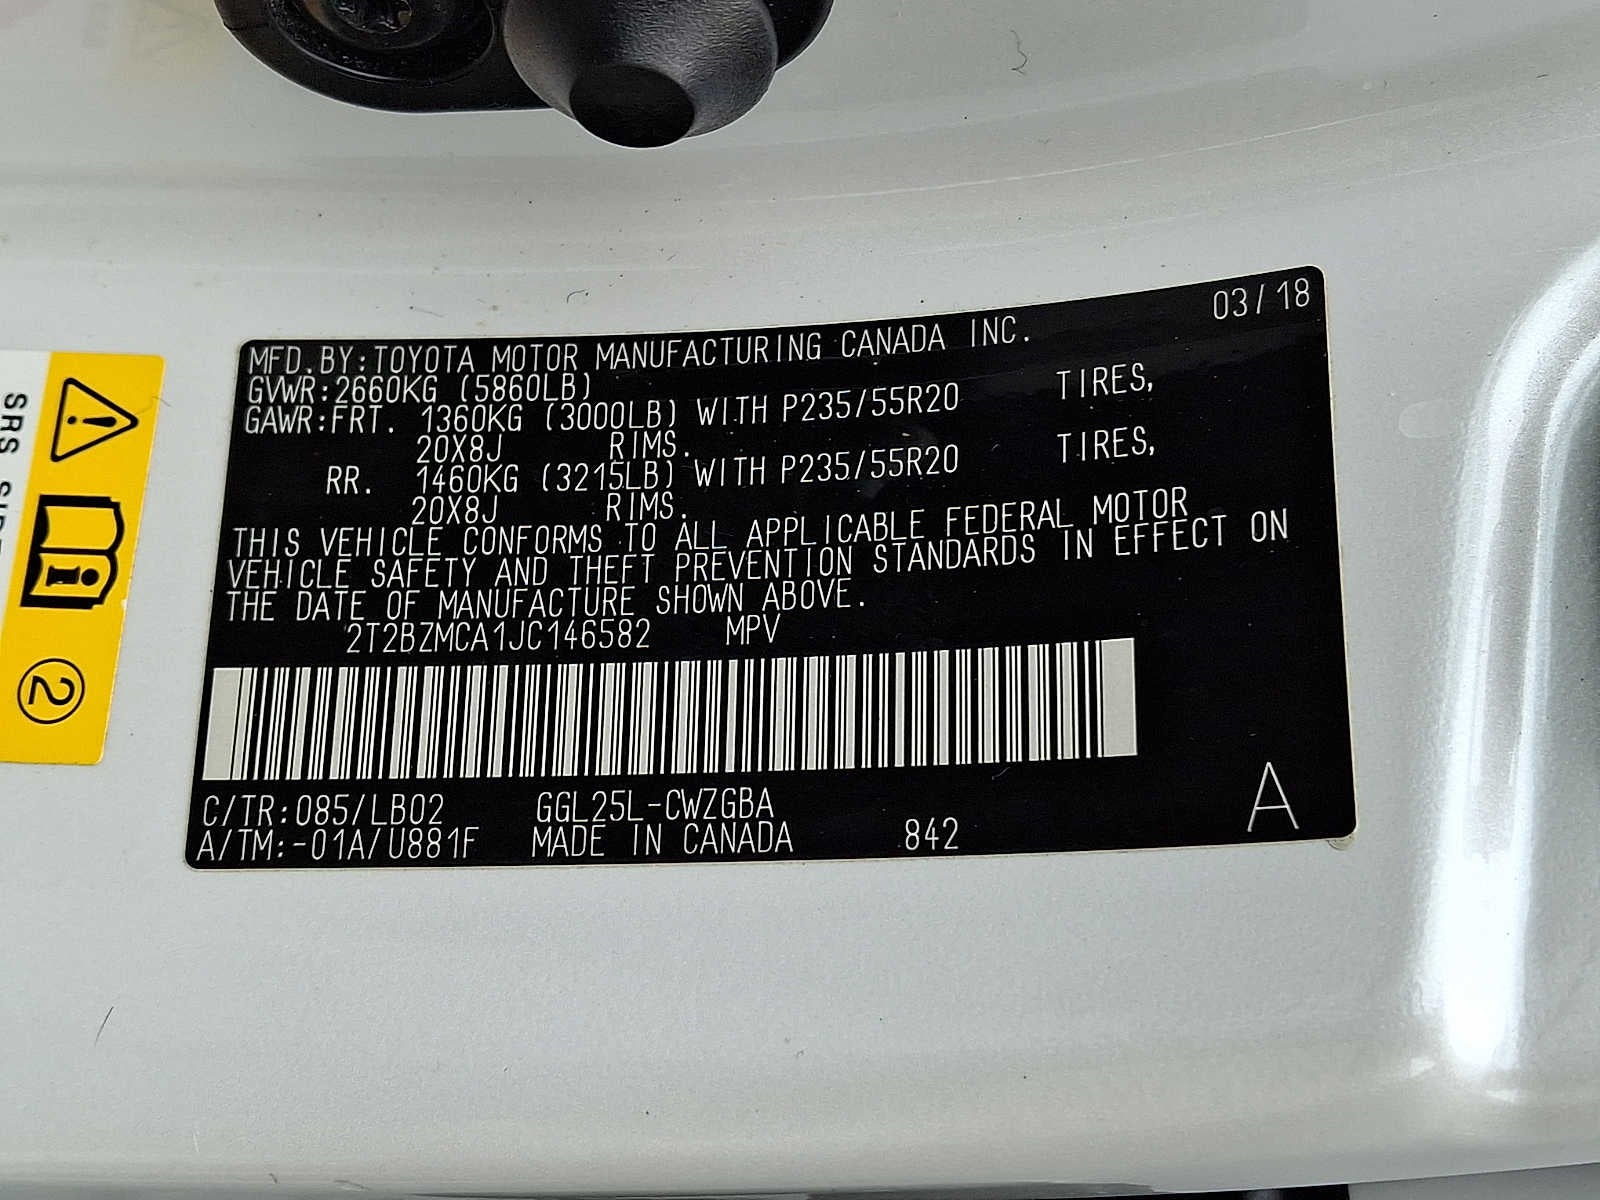 03/18
MFD.BY:TOYOTA MOTOR MANUFACTURING CANADA INC.
GVWR:2660KG (5860LB)
GAWR:FRT. 1360KG (3000LB) WITH P235/55R20 TIRES,
20X8J RIMS.
RR. 1460KG (3215LB) WITH P235/55R20 TIRES,
20X8J RIMS.
THIS VEHICLE CONFORMS TO ALL APPLICABLE FEDERAL MOTOR
VEHICLE SAFETY AND THEFT PREVENTION STANDARDS IN EFFECT ON
THE DATE OF MANUFACTURE SHOWN ABOVE.
2T2BZMCA1JC146582 MPV
C/TR:085/LB02 GGL25L-CWZGBA
A/TM:-01A/U881F MADE IN CANADA 842
A
SRS
2